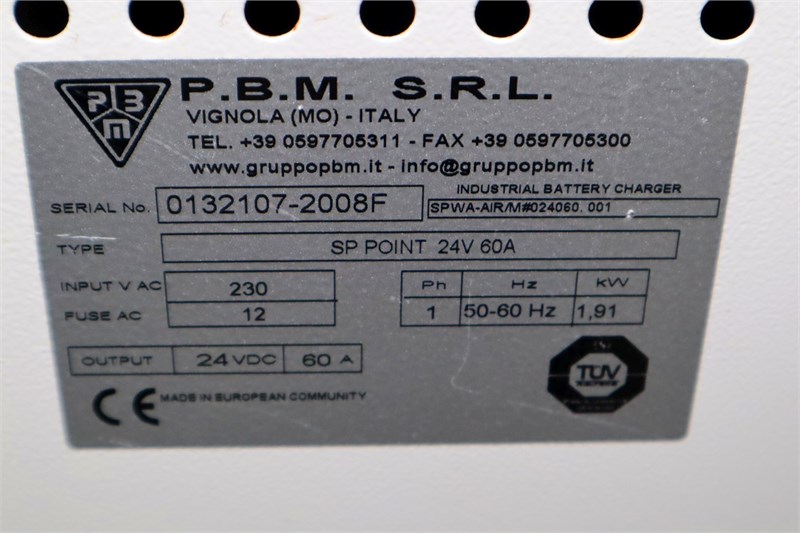 PBM
P.B.M. S.R.L.
VIGNOLA (MO) - ITALY
TEL. +39 0597705311 - FAX +39 0597705300
www.gruppopbm.it - info@gruppopbm.it
INDUSTRIAL BATTERY CHARGER
SERIAL No. 0132107-2008F SPWA-AIR/M#024060.001
TYPE SP POINT 24V 60A
INPUT V AC 230 Ph Hz kW
FUSE AC 12 1 50-60 Hz 1,91
OUTPUT 24 VDC 60 A
TÜV
CE MADE IN EUROPEAN COMMUNITY